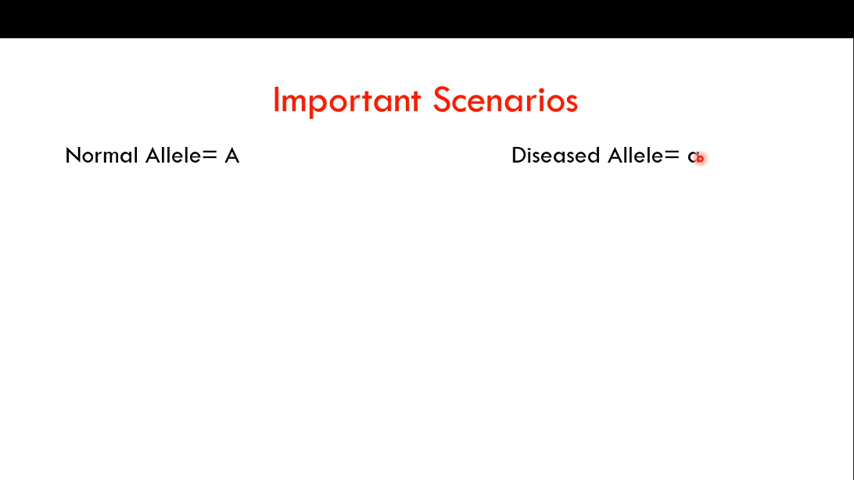 Important Scenarios
Normal Allele= A
Diseased Allele= a